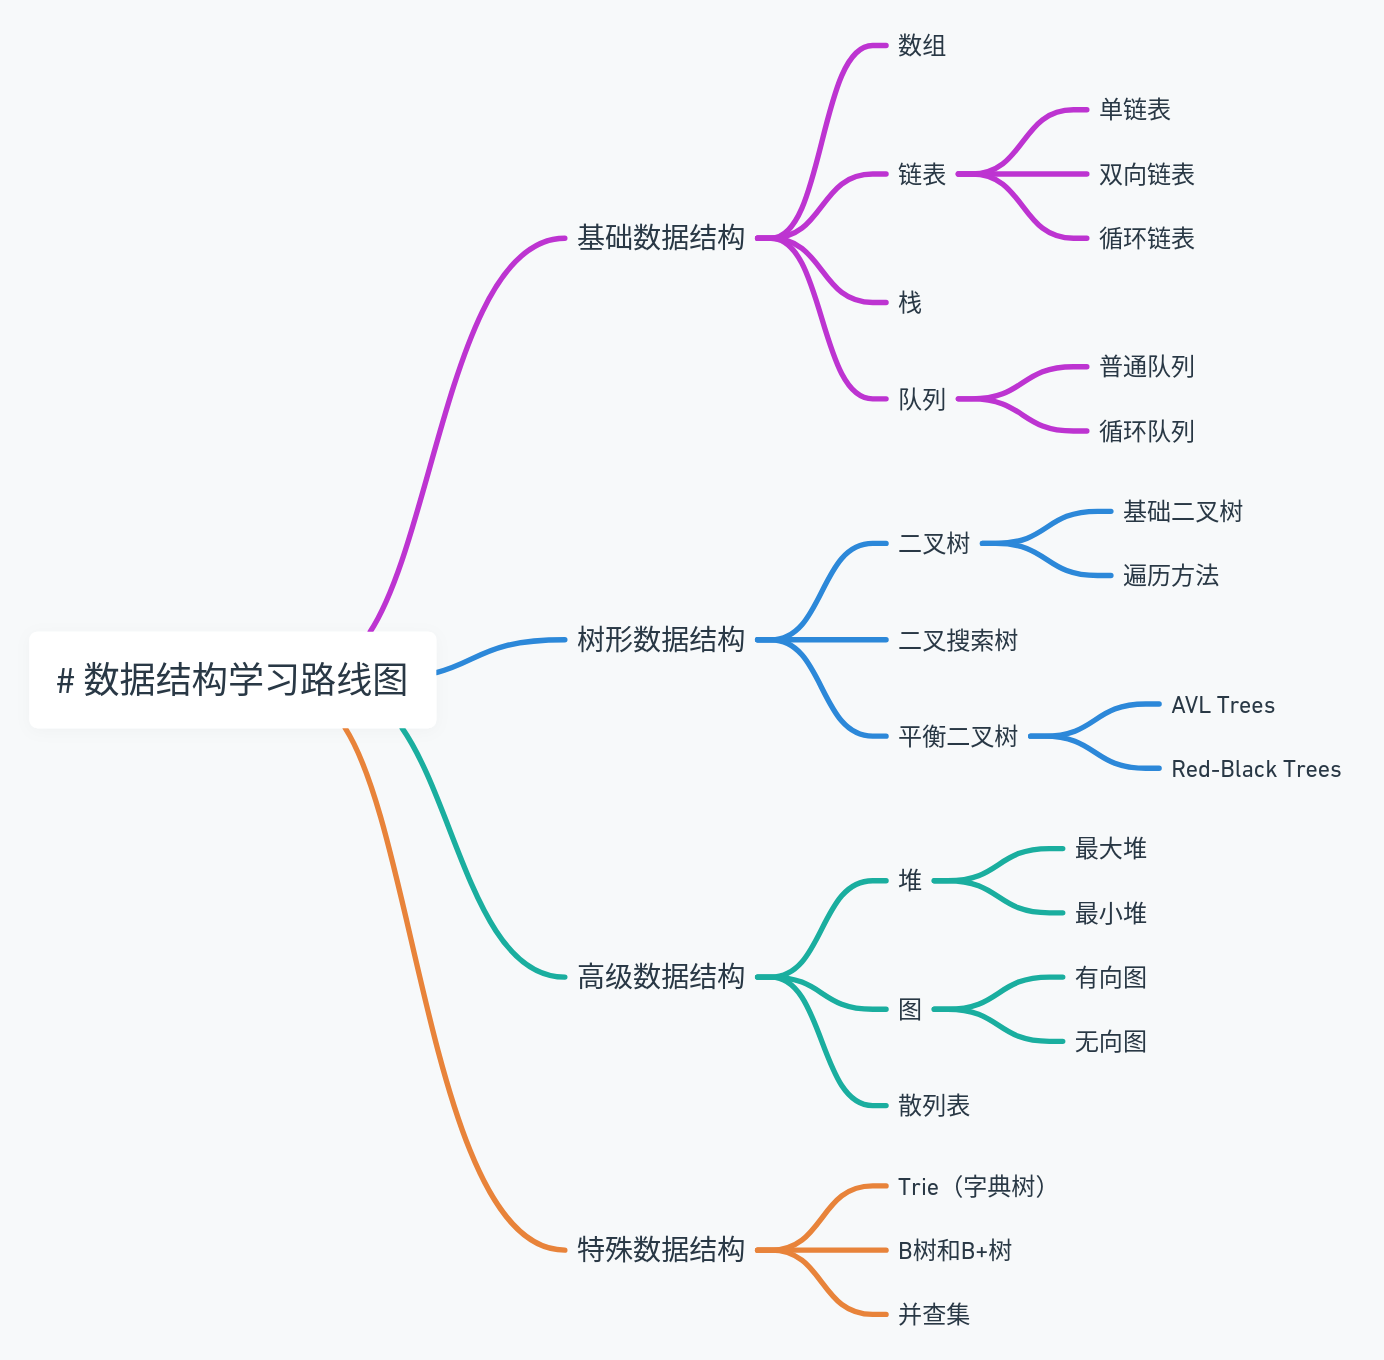 # 数据结构学习路线图
基础数据结构
数组
链表
单链表
双向链表
循环链表
栈
队列
普通队列
循环队列
树形数据结构
二叉树
基础二叉树
遍历方法
二叉搜索树
平衡二叉树
AVL Trees
Red-Black Trees
高级数据结构
堆
最大堆
最小堆
图
有向图
无向图
散列表
特殊数据结构
Trie（字典树）
B树和B+树
并查集